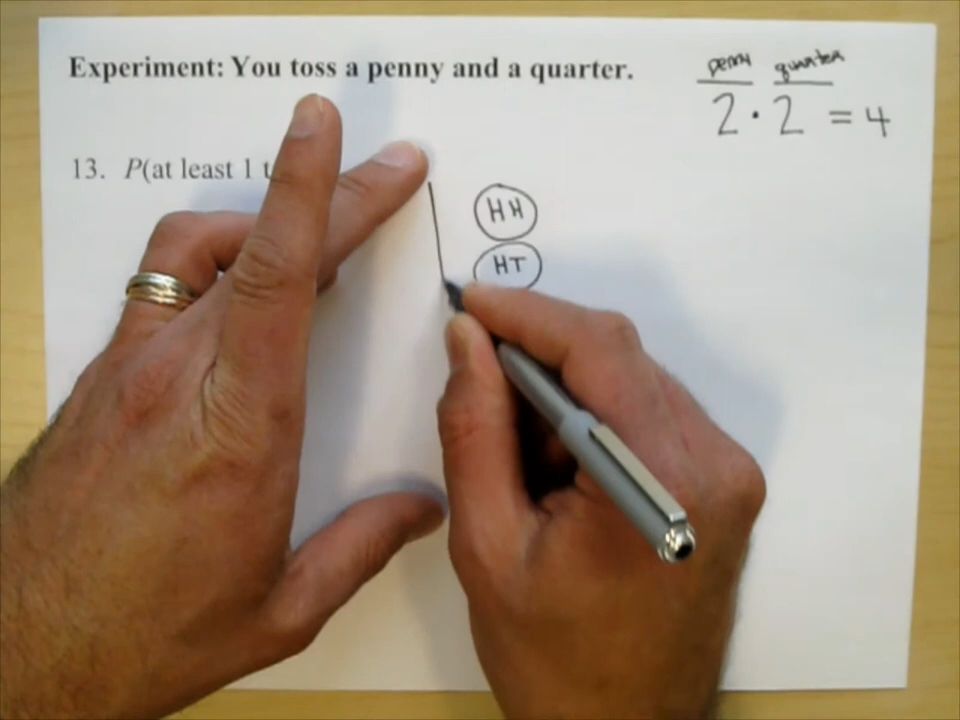 Experiment: You toss a penny and a quarter.
penny quarter
2 · 2 = 4
13. P(at least 1 t
HH
HT